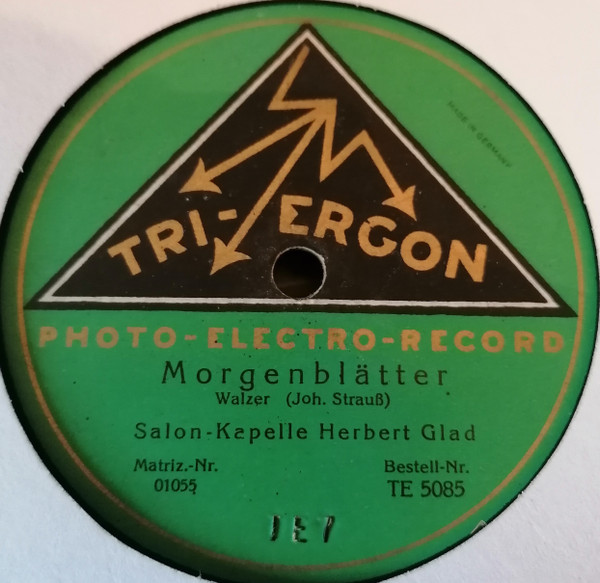 MADE IN GERMANY
TRI-ERGON
PHOTO-ELECTRO-RECORD
Morgenblätter
Walzer (Joh. Strauß)
Salon-Kapelle Herbert Glad
Matriz.-Nr. Bestell-Nr.
01055 TE 5085